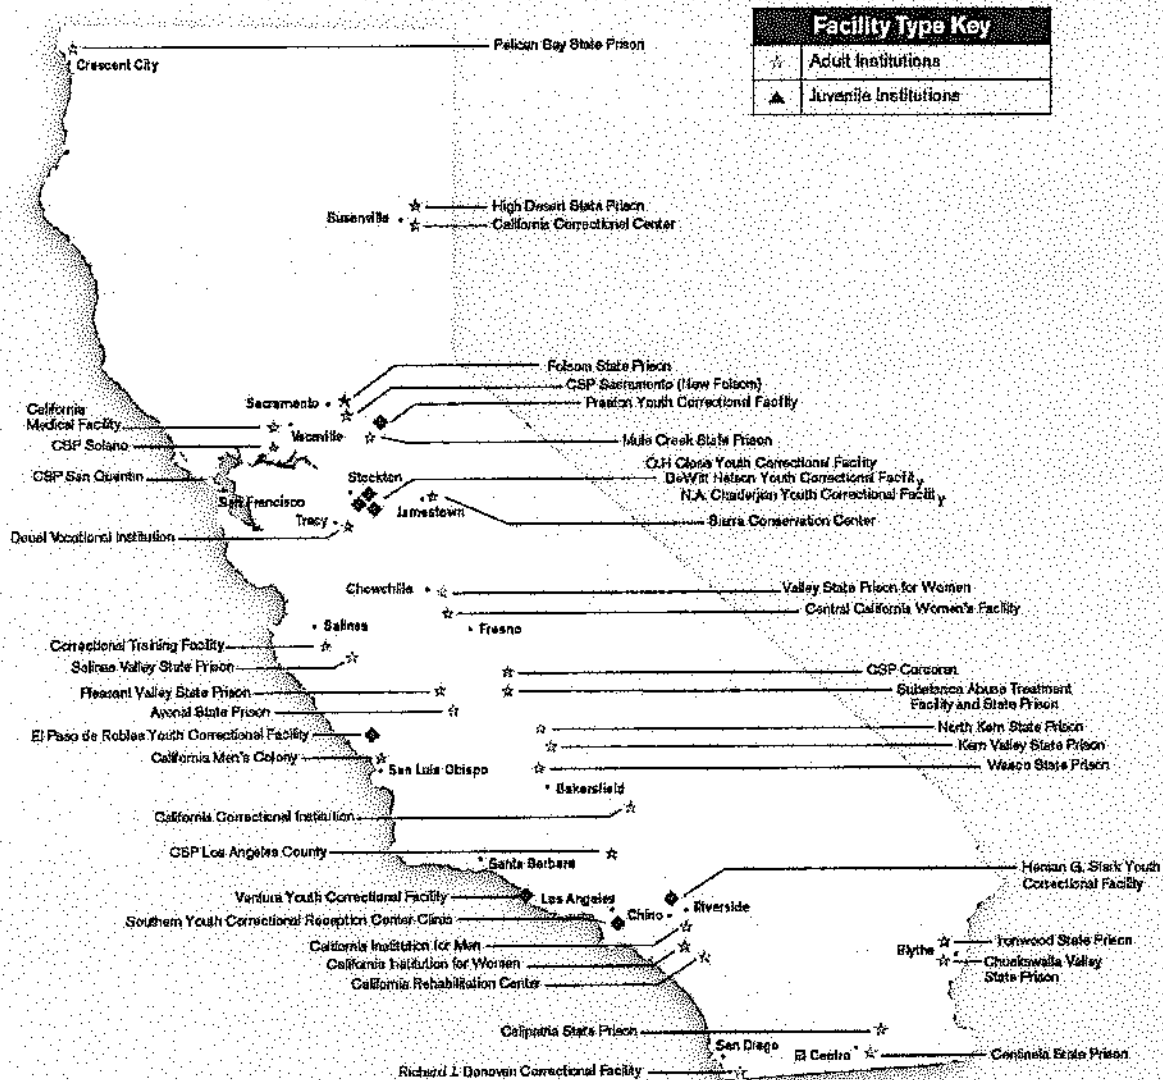 Facility Type Key
Adult Institutions
Juvenile Institutions
Pelican Bay State Prison
Crescent City
High Desert State Prison
Susanville
California Correctional Center
Folsom State Prison
CSP Sacramento (New Folsom)
Sacramento
Preston Youth Correctional Facility
California
Medical Facility
Vacaville
Mule Creek State Prison
CSP Solano
O.H Close Youth Correctional Facility
CSP San Quentin
Stockton
DeWitt Nelson Youth Correctional Facility
N.A. Chaderjian Youth Correctional Facility
San Francisco
Jamestown
Tracy
Sierra Conservation Center
Deuel Vocational Institution
Chowchilla
Valley State Prison for Women
Central California Women's Facility
Salinas
Fresno
Correctional Training Facility
Salinas Valley State Prison
CSP Corcoran
Pleasant Valley State Prison
Substance Abuse Treatment
Facility and State Prison
Avenal State Prison
North Kern State Prison
El Paso de Robles Youth Correctional Facility
Kern Valley State Prison
California Men's Colony
San Luis Obispo
Wasco State Prison
Bakersfield
California Correctional Institution
CSP Los Angeles County
Santa Barbara
Heman G. Stark Youth
Correctional Facility
Ventura Youth Correctional Facility
Los Angeles
Riverside
Chino
Southern Youth Correctional Reception Center Clinic
California Institution for Men
Ironwood State Prison
Blythe
California Institution for Women
Chuckawalla Valley
State Prison
California Rehabilitation Center
Calipatria State Prison
San Diego
El Centro
Centinela State Prison
Richard J. Donovan Correctional Facility